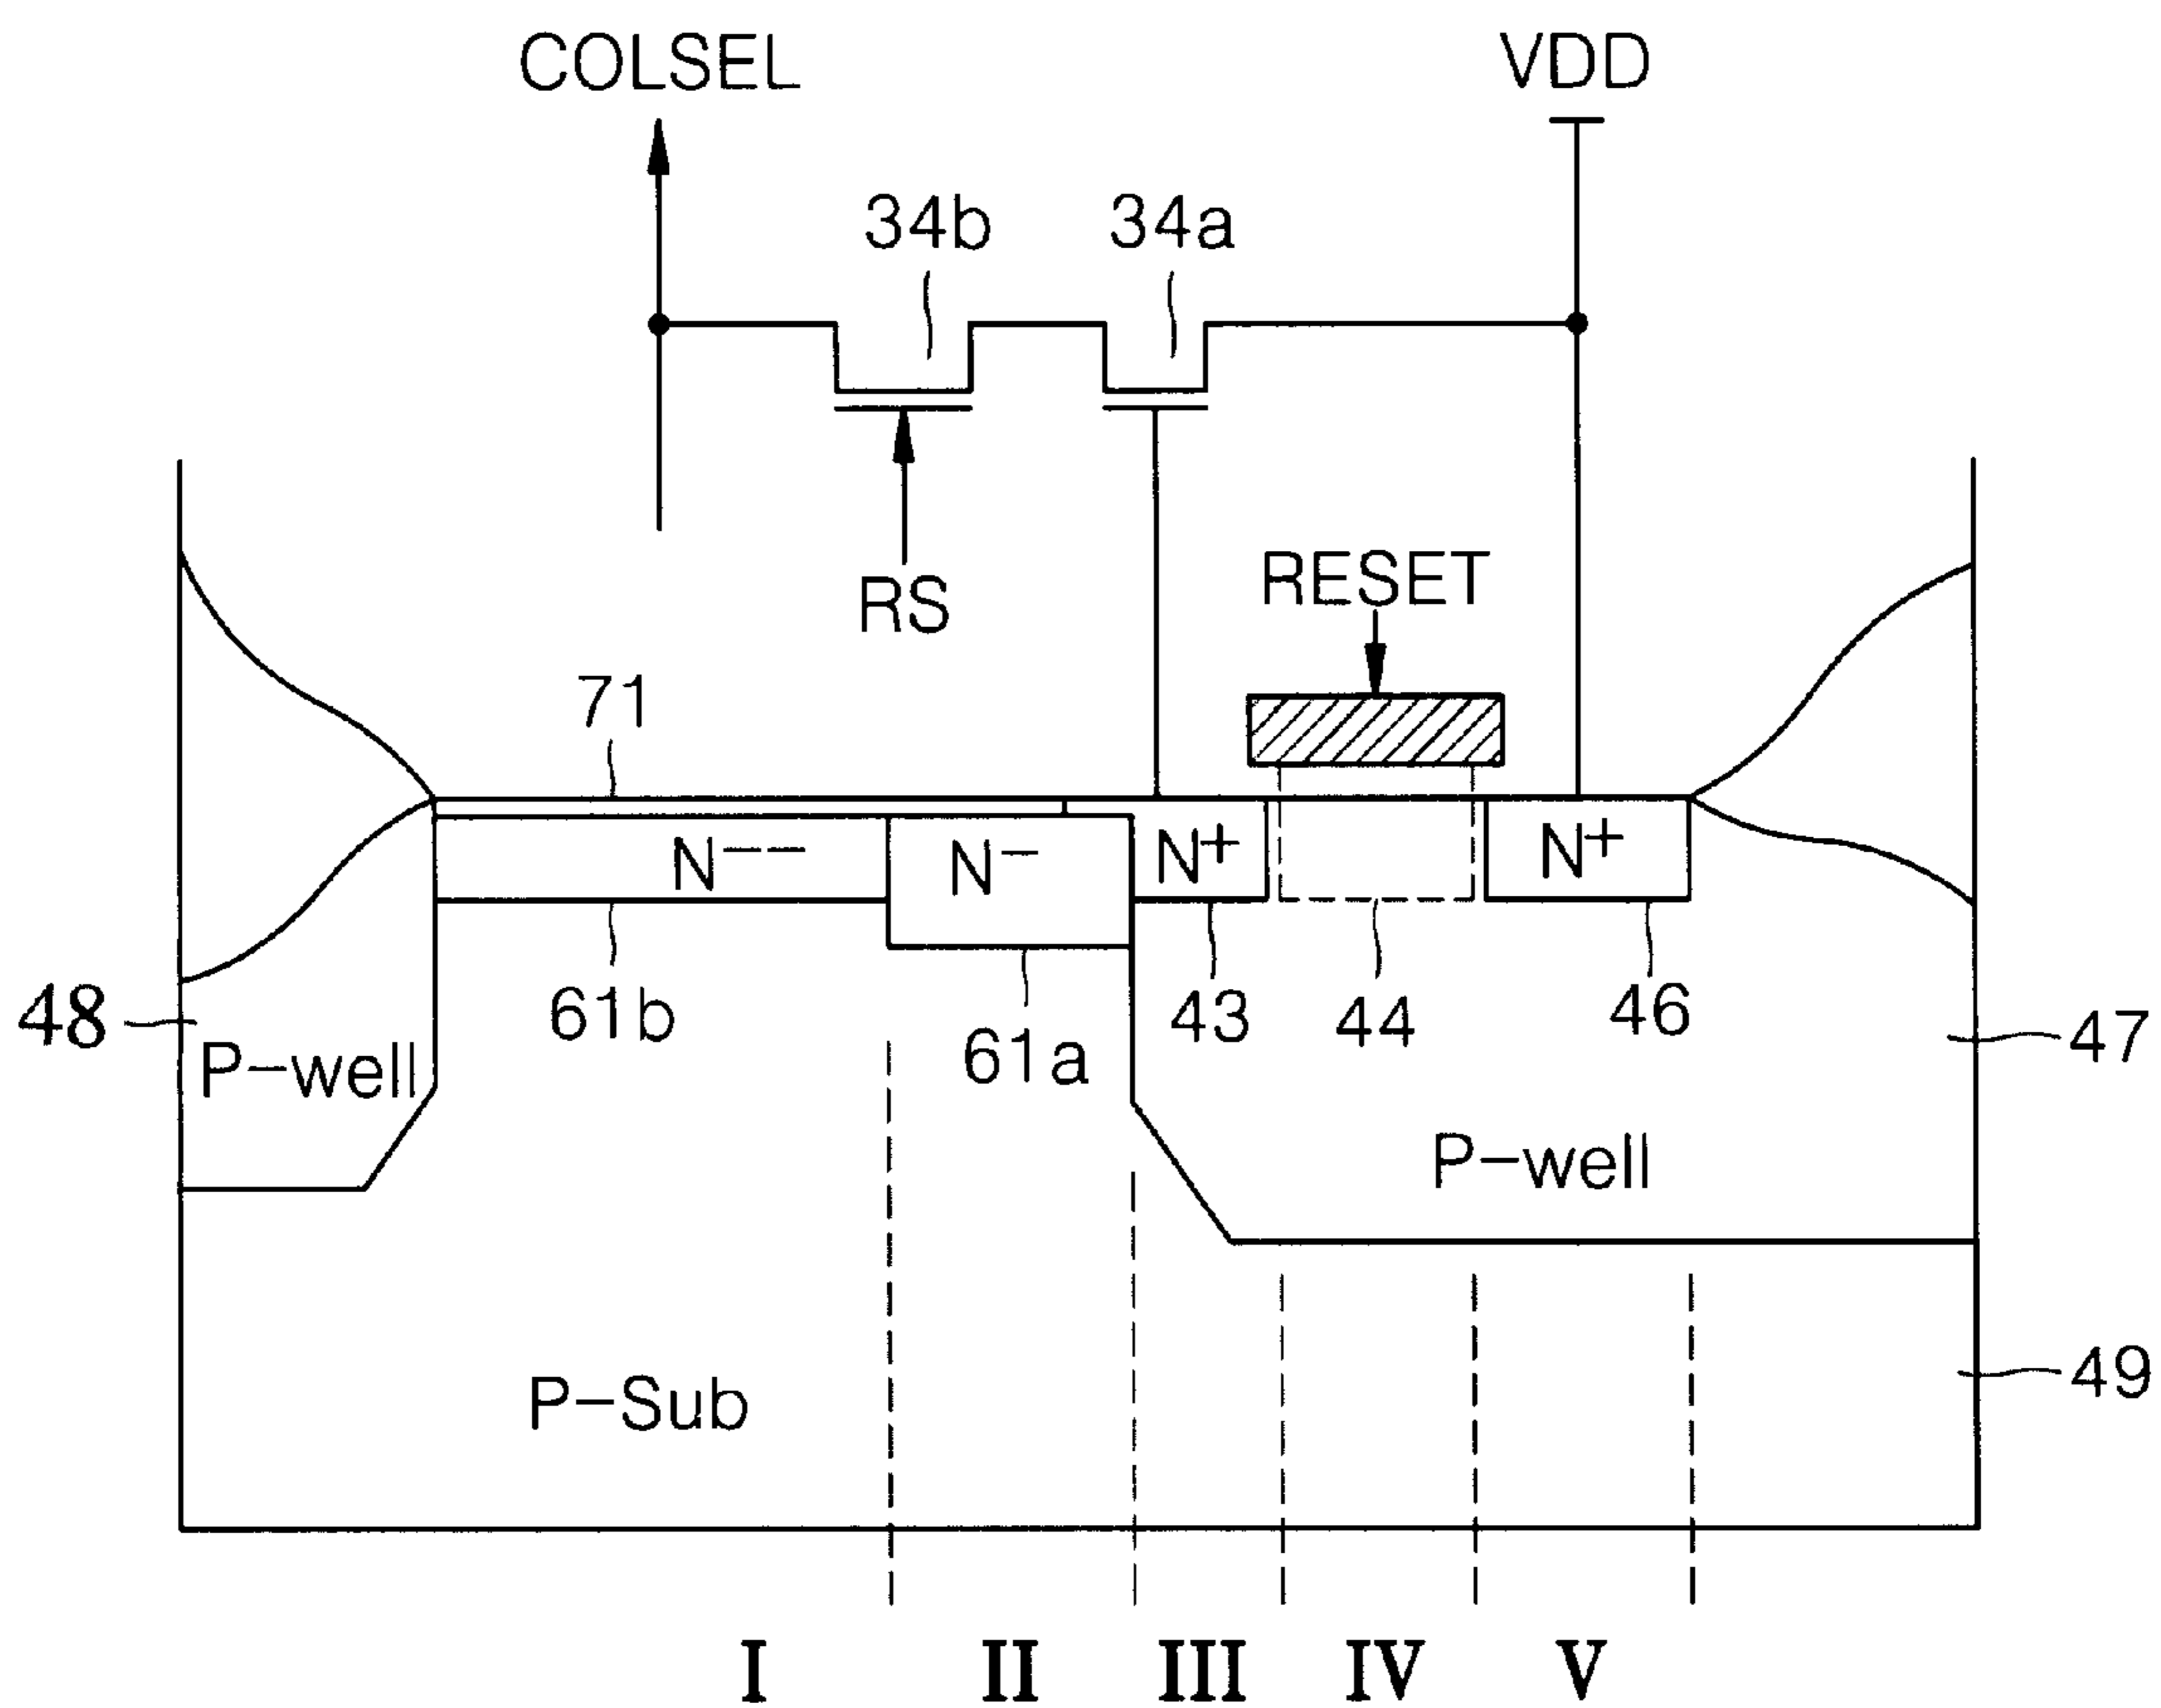 COLSEL VDD
34b 34a
RS RESET
71
N−− N− N+ N+
48 61b 61a 43 44 46 47
P-well
P-well
P-Sub 49
I II III IV V